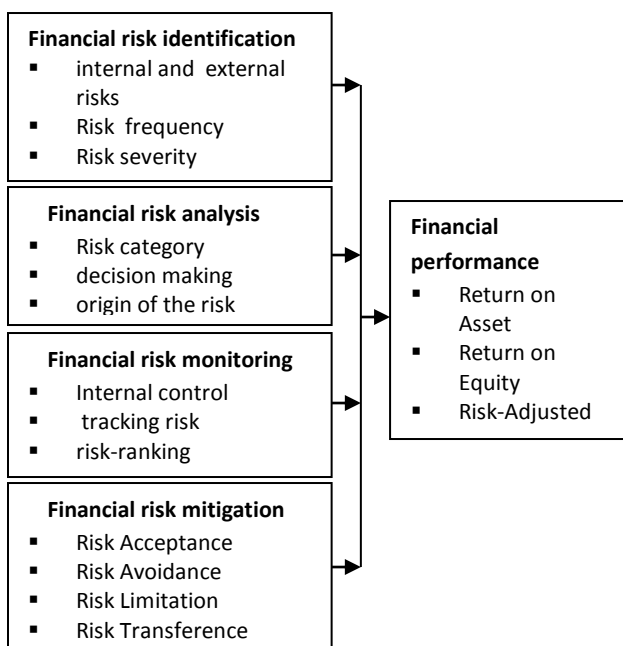 Financial risk identification
▪ internal and external
risks
▪ Risk frequency
▪ Risk severity
Financial risk analysis
▪ Risk category
▪ decision making
▪ origin of the risk
Financial risk monitoring
▪ Internal control
▪ tracking risk
▪ risk-ranking
Financial risk mitigation
▪ Risk Acceptance
▪ Risk Avoidance
▪ Risk Limitation
▪ Risk Transference
Financial
performance
▪ Return on
Asset
▪ Return on
Equity
▪ Risk-Adjusted